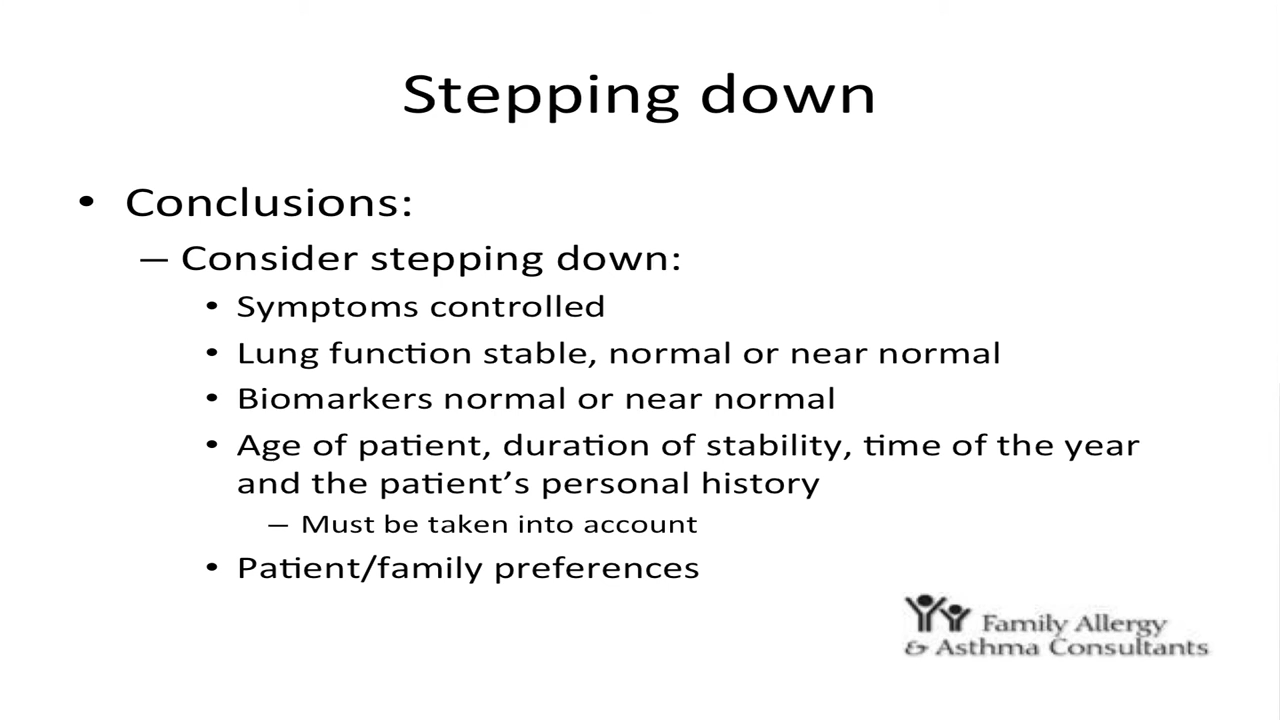 Stepping down
• Conclusions:
– Consider stepping down:
• Symptoms controlled
• Lung function stable, normal or near normal
• Biomarkers normal or near normal
• Age of patient, duration of stability, time of the year
and the patient’s personal history
– Must be taken into account
• Patient/family preferences
Family Allergy
& Asthma Consultants